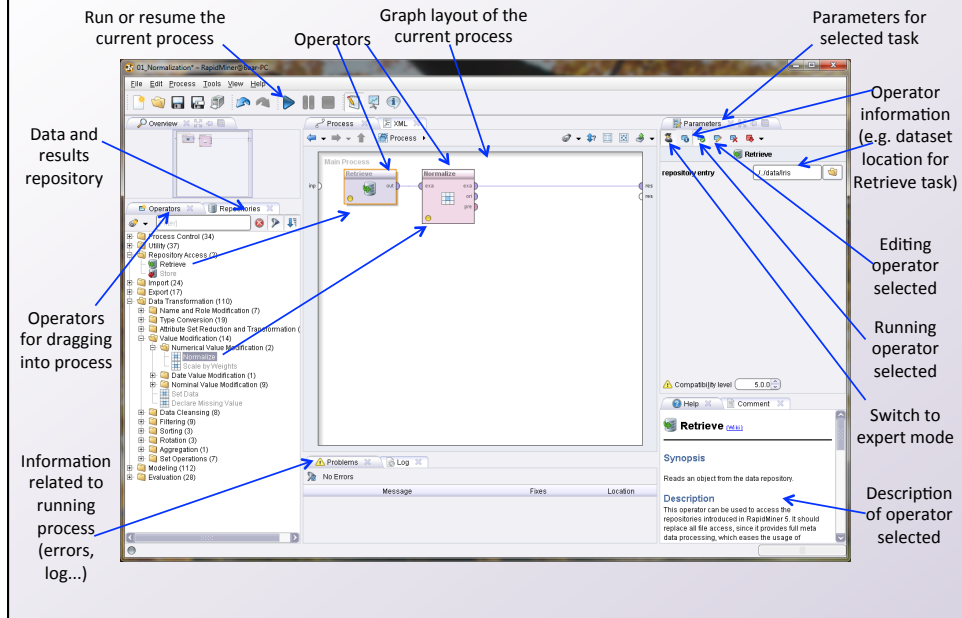 Run or resume the
current process
Operators
Graph layout of the
current process
Parameters for
selected task
Operator
information
(e.g. dataset
location for
Retrieve task)
Editing
operator
selected
Running
operator
selected
Switch to
expert mode
Description
of operator
selected
Data and
results
repository
Operators
for dragging
into process
Information
related to
running
process
(errors,
log...)
01_Normalization* – RapidMiner@Bear-PC
File Edit Process Tools View Help
Overview
Operators Repositories
Process Control (34)
Utility (37)
Repository Access (2)
Retrieve
Store
Import (24)
Export (17)
Data Transformation (110)
Name and Role Modification (7)
Type Conversion (19)
Attribute Set Reduction and Transformation (
Value Modification (14)
Numerical Value Modification (2)
Normalize
Scale by Weights
Date Value Modification (1)
Nominal Value Modification (9)
Set Data
Declare Missing Value
Data Cleansing (8)
Filtering (9)
Sorting (3)
Rotation (3)
Aggregation (1)
Set Operations (7)
Modeling (112)
Evaluation (28)
Process XML
Process
Main Process
inp
Retrieve
out
Normalize
exa exa
ori
pre
res
res
Problems Log
No Errors
Message Fixes Location
Parameters
Retrieve
repository entry ../../data/Iris
Compatibility level 5.0.0
Help Comment
Retrieve (Wiki)
Synopsis
Reads an object from the data repository.
Description
This operator can be used to access the
repositories introduced in RapidMiner 5. It should
replace all file access, since it provides full meta
data processing, which eases the usage of